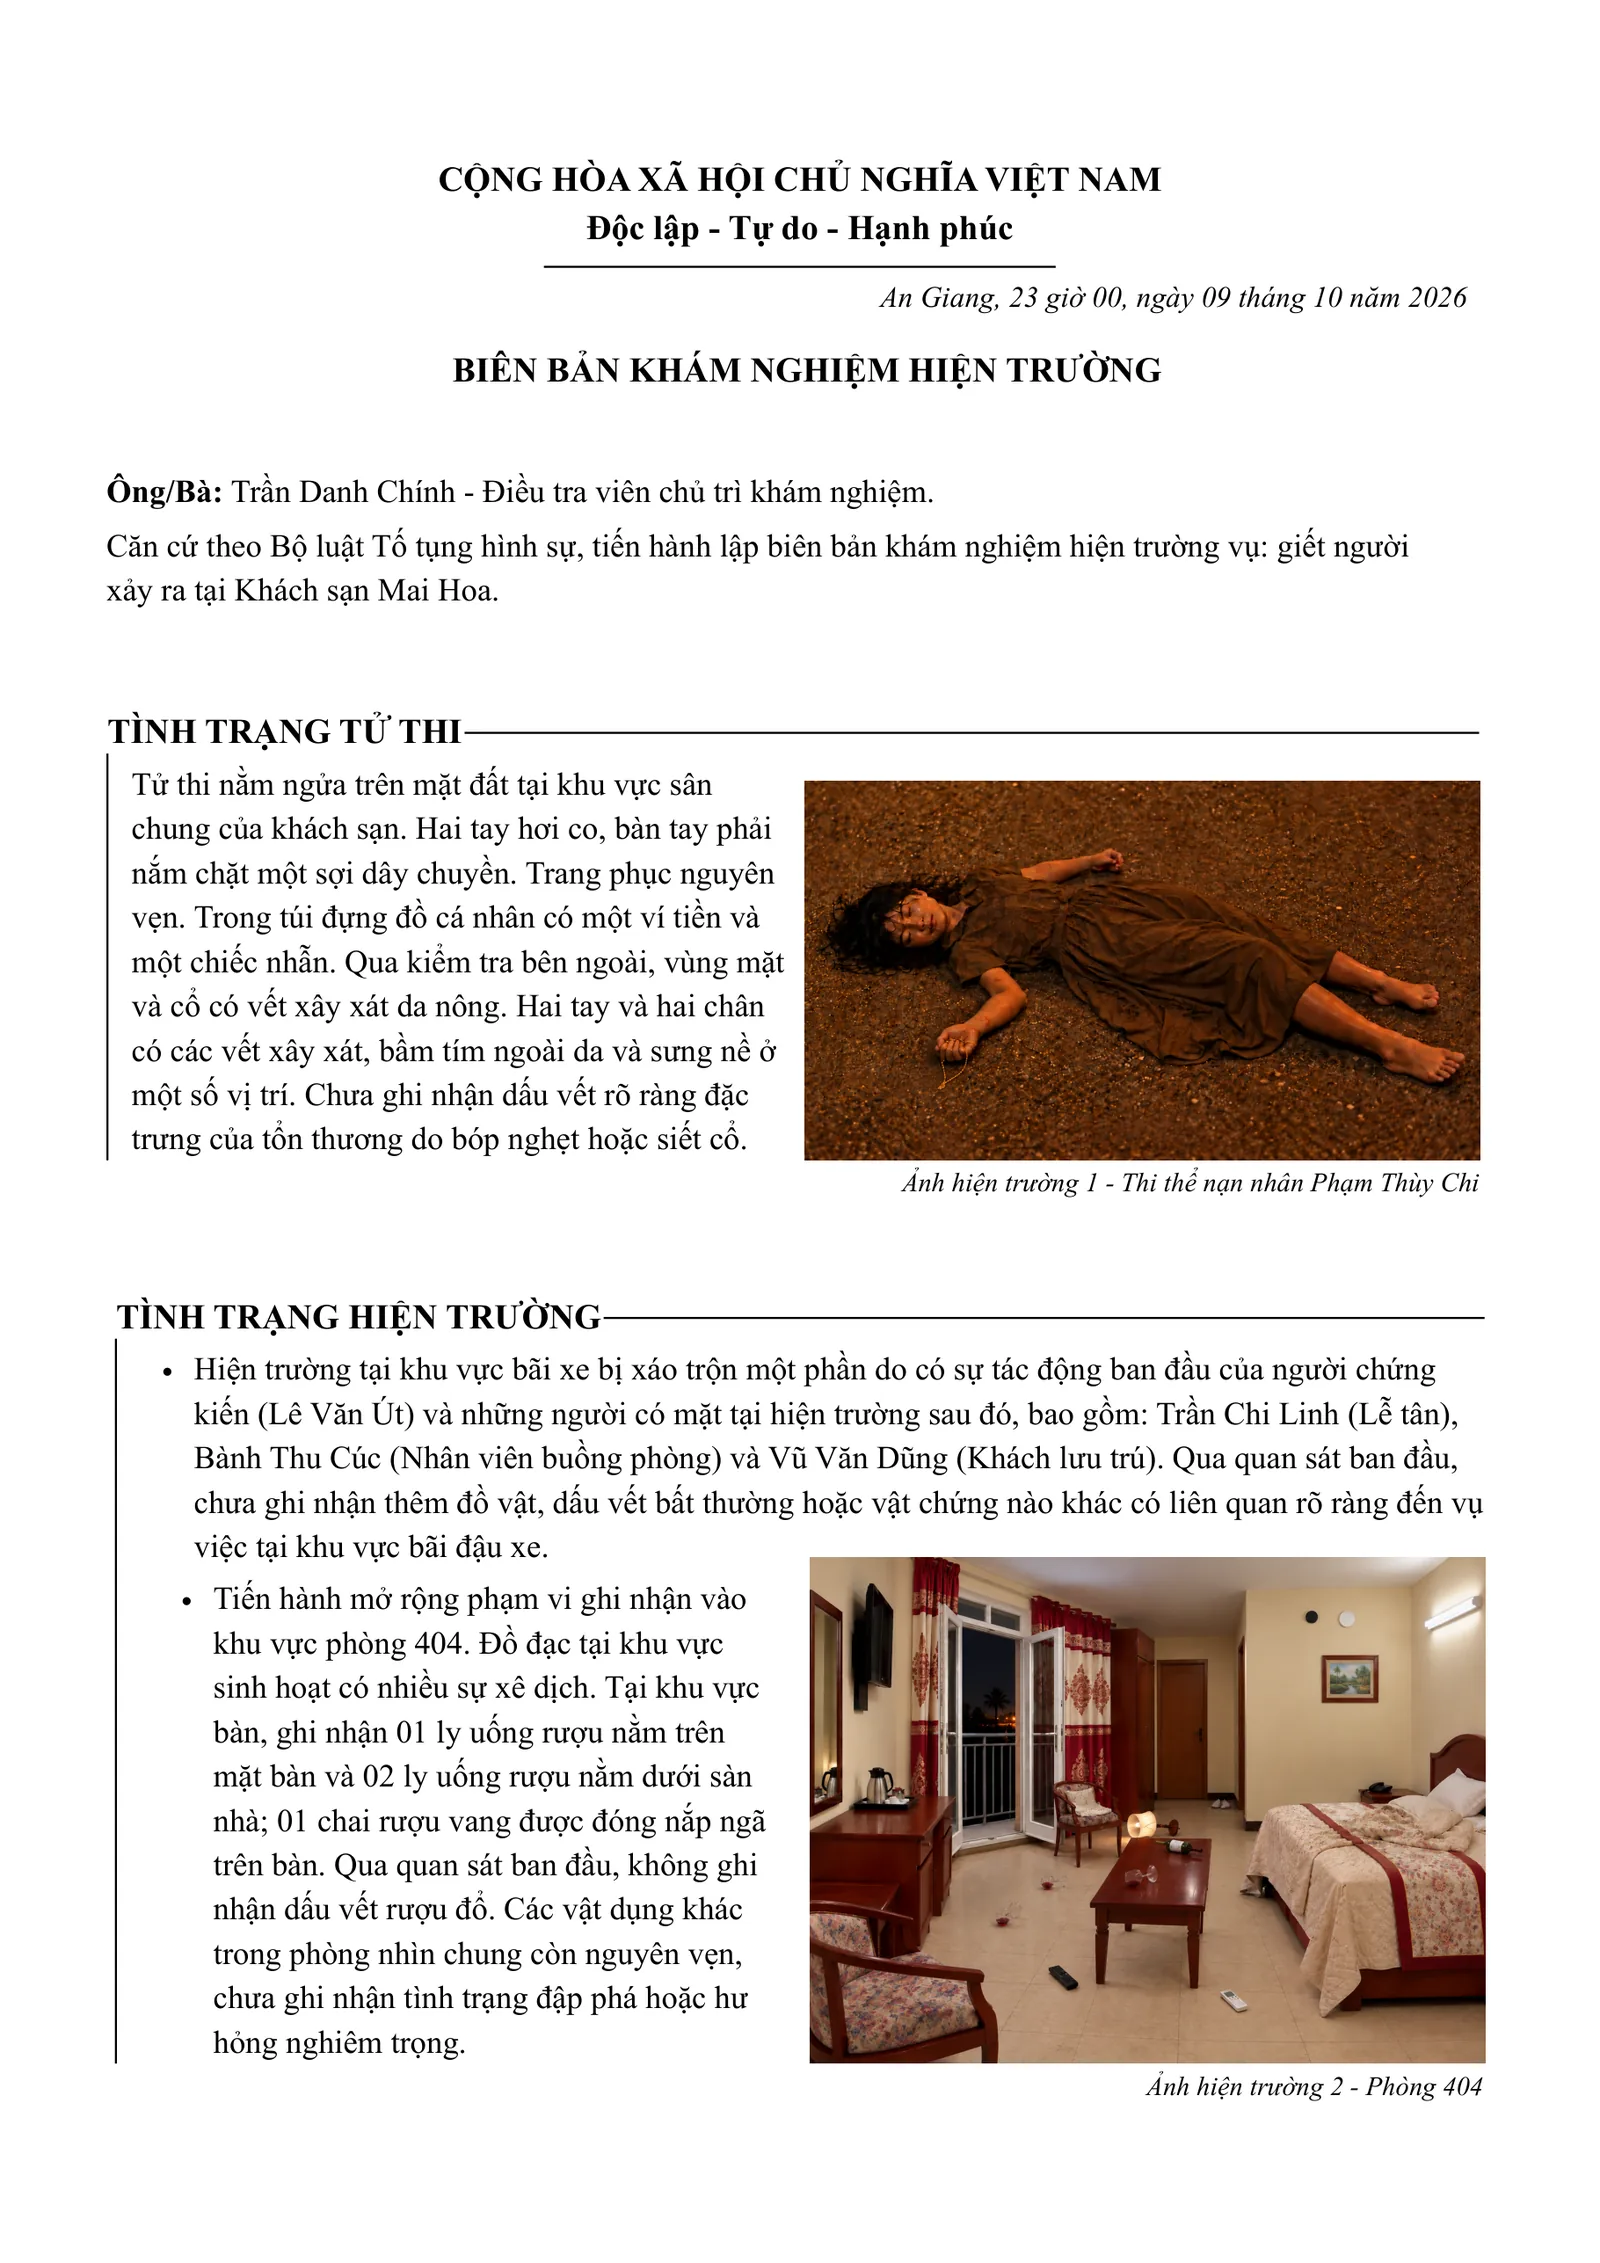 CỘNG HÒA XÃ HỘI CHỦ NGHĨA VIỆT NAM
Độc lập - Tự do - Hạnh phúc
An Giang, 23 giờ 00, ngày 09 tháng 10 năm 2026
BIÊN BẢN KHÁM NGHIỆM HIỆN TRƯỜNG
Ông/Bà: Trần Danh Chính - Điều tra viên chủ trì khám nghiệm.
Căn cứ theo Bộ luật Tố tụng hình sự, tiến hành lập biên bản khám nghiệm hiện trường vụ: giết người
xảy ra tại Khách sạn Mai Hoa.
TÌNH TRẠNG TỬ THI
Tử thi nằm ngửa trên mặt đất tại khu vực sân
chung của khách sạn. Hai tay hơi co, bàn tay phải
nắm chặt một sợi dây chuyền. Trang phục nguyên
vẹn. Trong túi đựng đồ cá nhân có một ví tiền và
một chiếc nhẫn. Qua kiểm tra bên ngoài, vùng mặt
và cổ có vết xây xát da nông. Hai tay và hai chân
có các vết xây xát, bầm tím ngoài da và sưng nề ở
một số vị trí. Chưa ghi nhận dấu vết rõ ràng đặc
trưng của tổn thương do bóp nghẹt hoặc siết cổ.
Ảnh hiện trường 1 - Thi thể nạn nhân Phạm Thùy Chi
TÌNH TRẠNG HIỆN TRƯỜNG
• Hiện trường tại khu vực bãi xe bị xáo trộn một phần do có sự tác động ban đầu của người chứng
kiến (Lê Văn Út) và những người có mặt tại hiện trường sau đó, bao gồm: Trần Chi Linh (Lễ tân),
Bành Thu Cúc (Nhân viên buồng phòng) và Vũ Văn Dũng (Khách lưu trú). Qua quan sát ban đầu,
chưa ghi nhận thêm đồ vật, dấu vết bất thường hoặc vật chứng nào khác có liên quan rõ ràng đến vụ
việc tại khu vực bãi đậu xe.
• Tiến hành mở rộng phạm vi ghi nhận vào
khu vực phòng 404. Đồ đạc tại khu vực
sinh hoạt có nhiều sự xê dịch. Tại khu vực
bàn, ghi nhận 01 ly uống rượu nằm trên
mặt bàn và 02 ly uống rượu nằm dưới sàn
nhà; 01 chai rượu vang được đóng nắp ngã
trên bàn. Qua quan sát ban đầu, không ghi
nhận dấu vết rượu đổ. Các vật dụng khác
trong phòng nhìn chung còn nguyên vẹn,
chưa ghi nhận tình trạng đập phá hoặc hư
hỏng nghiêm trọng.
Ảnh hiện trường 2 - Phòng 404